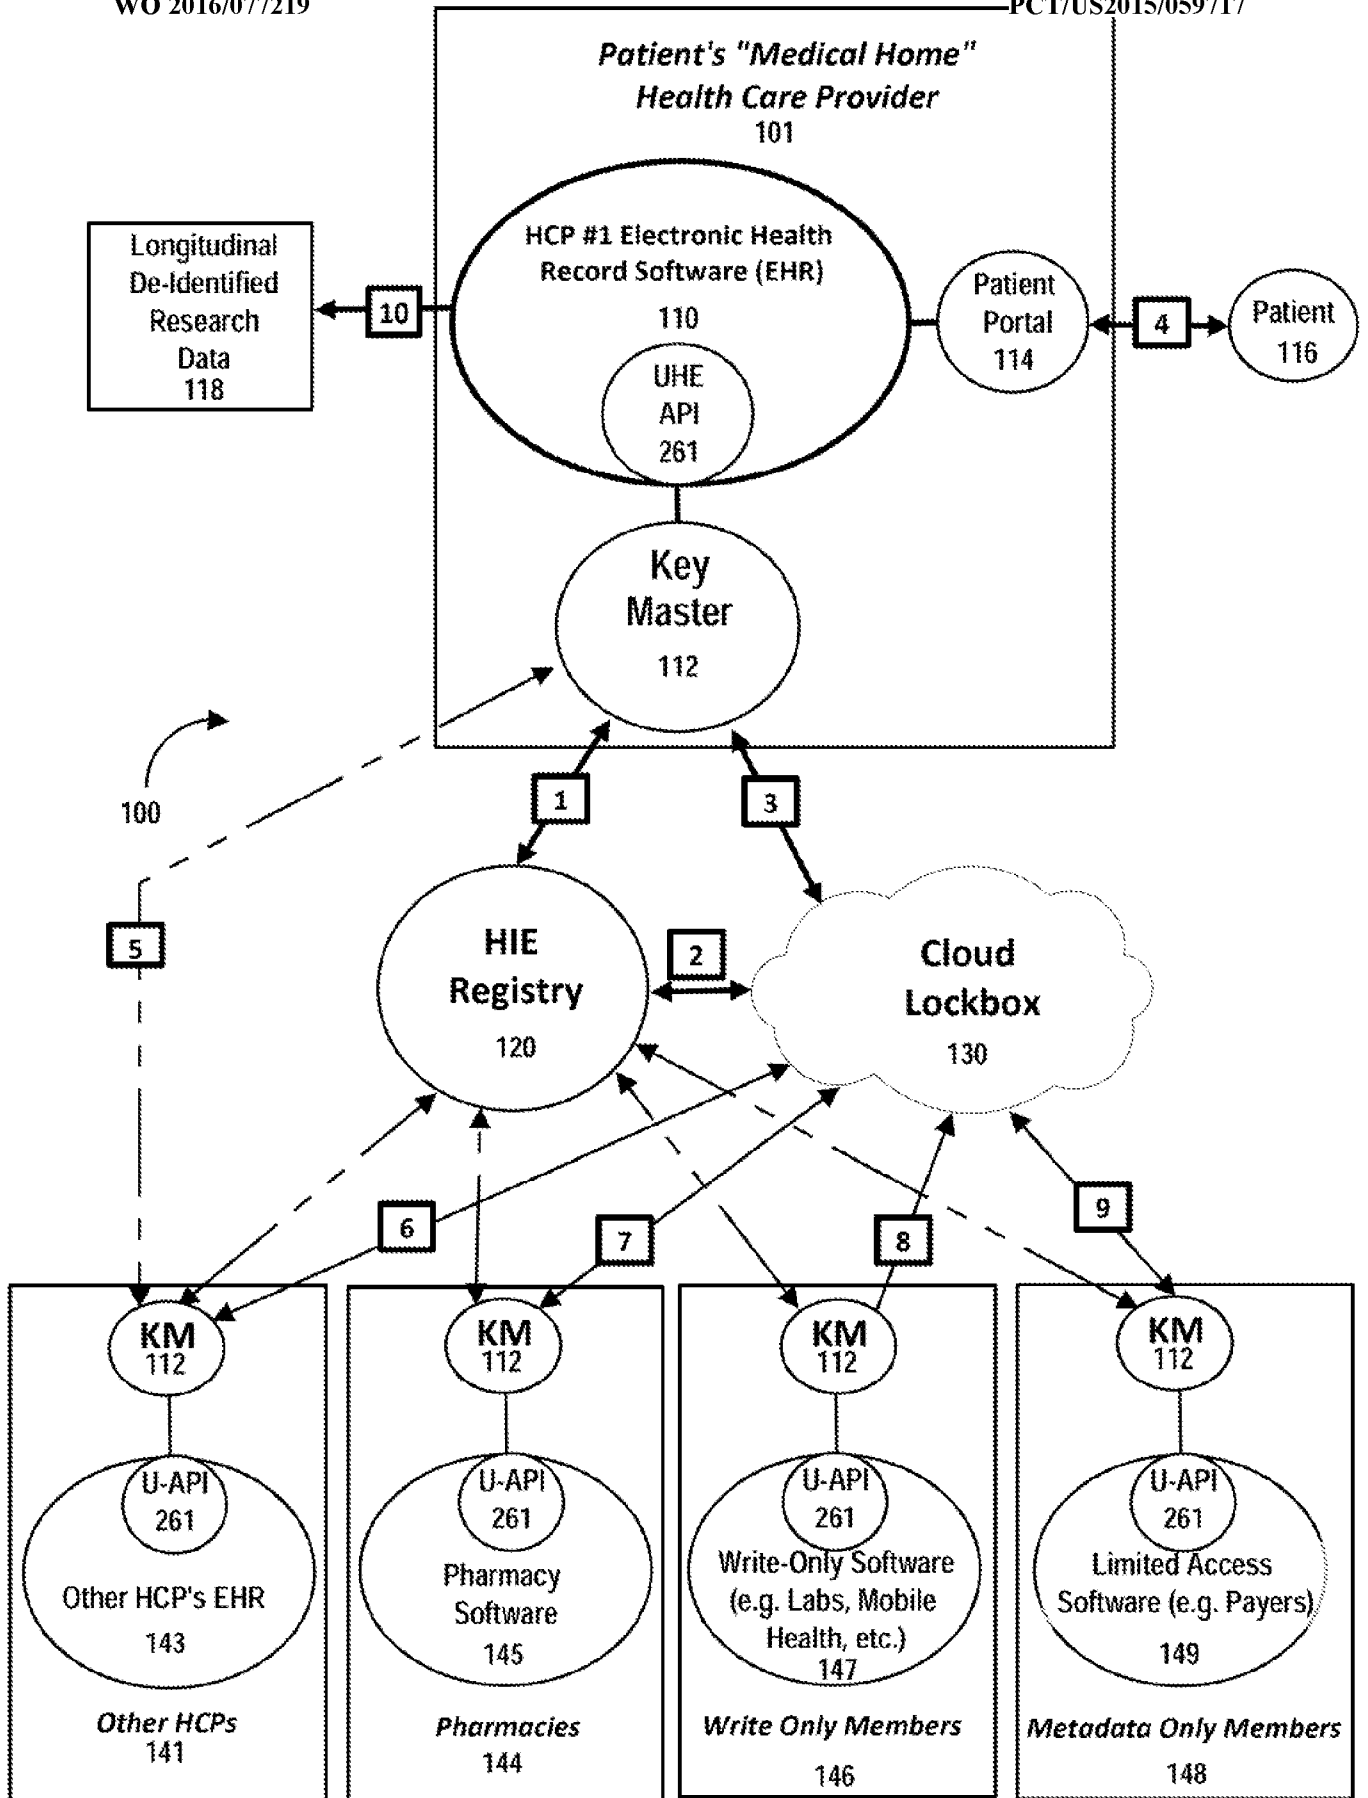 WO 2016/077219
PCT/US2015/059717
Patient's "Medical Home"
Health Care Provider
101
HCP #1 Electronic Health
Record Software (EHR)
110
UHE
API
261
Longitudinal
De-Identified
Research
Data
118
10
Patient
Portal
114
4
Patient
116
Key
Master
112
100
1
3
5
HIE
Registry
120
2
Cloud
Lockbox
130
6
7
8
9
KM
112
U-API
261
Other HCP's EHR
143
Other HCPs
141
KM
112
U-API
261
Pharmacy
Software
145
Pharmacies
144
KM
112
U-API
261
Write-Only Software
(e.g. Labs, Mobile
Health, etc.)
147
Write Only Members
146
KM
112
U-API
261
Limited Access
Software (e.g. Payers)
149
Metadata Only Members
148